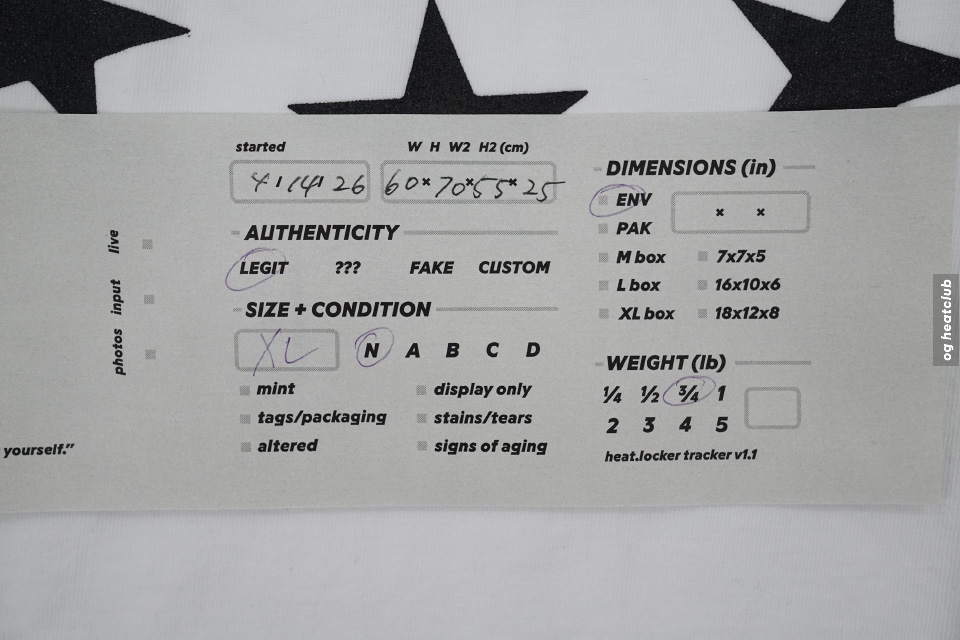 started
W H W2 H2 (cm)
4/14/26
60×70×55×25
AUTHENTICITY
LEGIT ??? FAKE CUSTOM
SIZE + CONDITION
XL N A B C D
mint
display only
tags/packaging
stains/tears
altered
signs of aging
DIMENSIONS (in)
ENV × ×
PAK
M box 7x7x5
L box 16x10x6
XL box 18x12x8
WEIGHT (lb)
¼ ½ ¾ 1
2 3 4 5
heat.locker tracker v1.1
live
input
photos
yourself.”
og heatclub